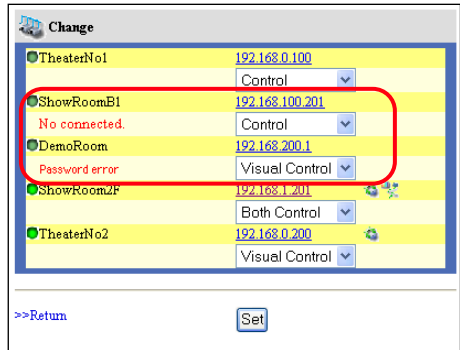 Change
TheaterNo1 192.168.0.100
Control
ShowRoomB1 192.168.100.201
No connected. Control
DemoRoom 192.168.200.1
Password error Visual Control
ShowRoom2F 192.168.1.201
Both Control
TheaterNo2 192.168.0.200
Visual Control
>>Return Set